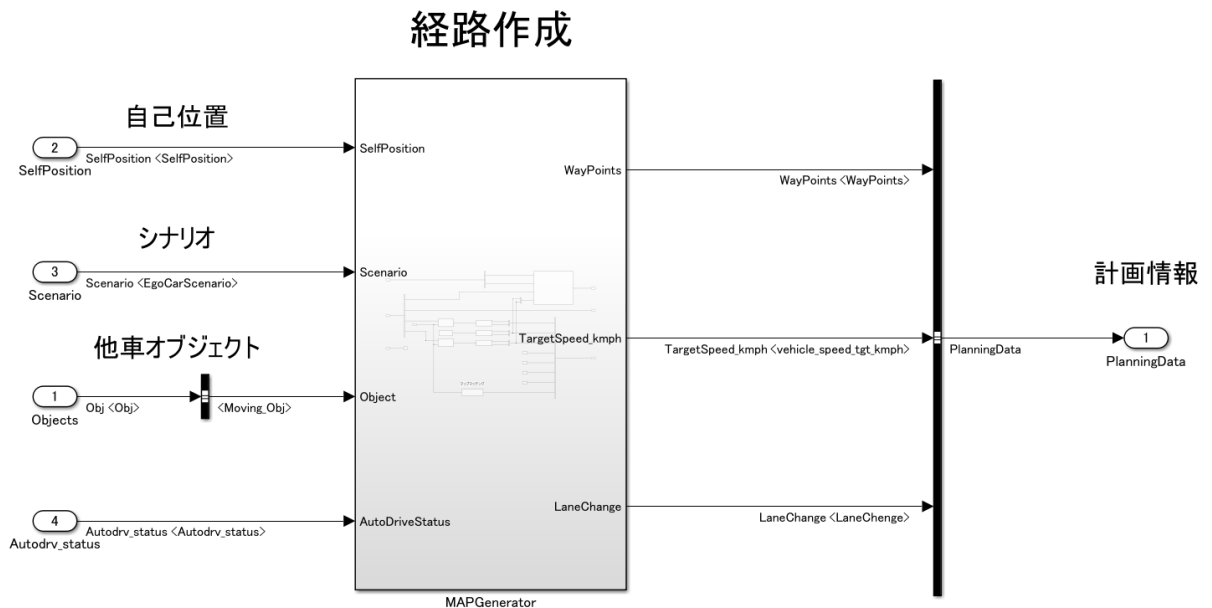 経路作成
自己位置
2
SelfPosition
SelfPosition <SelfPosition>
シナリオ
3
Scenario
Scenario <EgoCarScenario>
他車オブジェクト
1
Objects
Obj <Obj>
<Moving_Obj>
4
Autodrv_status
Autodrv_status <Autodrv_status>
SelfPosition
Scenario
Object
AutoDriveStatus
WayPoints
TargetSpeed_kmph
LaneChange
MAPGenerator
WayPoints <WayPoints>
TargetSpeed_kmph <vehicle_speed_tgt_kmph>
LaneChange <LaneChenge>
計画情報
PlanningData
1
PlanningData